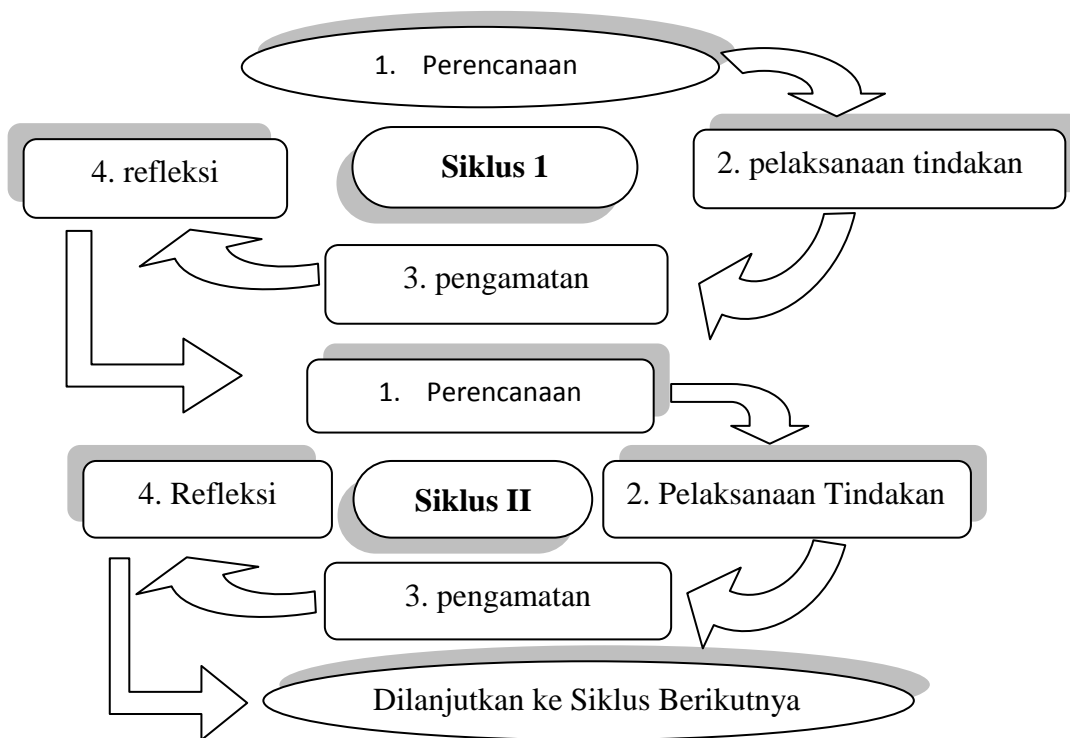 1. Perencanaan
4. refleksi
Siklus 1
2. pelaksanaan tindakan
3. pengamatan
1. Perencanaan
4. Refleksi
Siklus II
2. Pelaksanaan Tindakan
3. pengamatan
Dilanjutkan ke Siklus Berikutnya